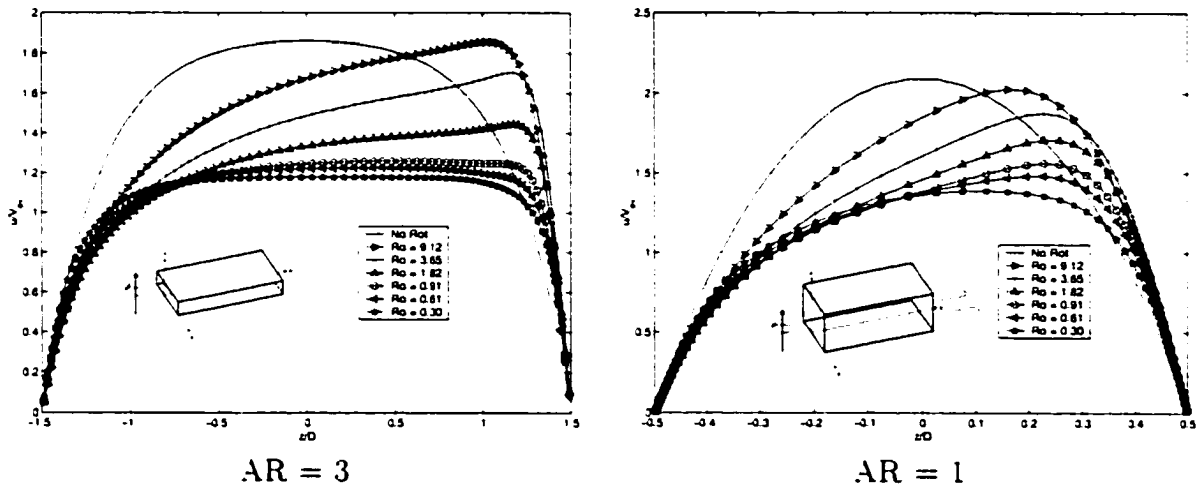 2
1.8
1.6
1.4
1.2
1
0.8
0.6
0.4
0.2
0
-1.5
-1
-0.5
0
0.5
1
1.5
z/D
No Rot
Ro = 9.12
Ro = 3.65
Ro = 1.82
Ro = 0.91
Ro = 0.61
Ro = 0.30
AR = 3
2.5
2
1.5
1
0.5
-0.5
-0.4
-0.3
-0.2
-0.1
0
0.1
0.2
0.3
0.4
0.5
z/D
No Rot
Ro = 9.12
Ro = 3.65
Ro = 1.82
Ro = 0.91
Ro = 0.61
Ro = 0.30
AR = 1